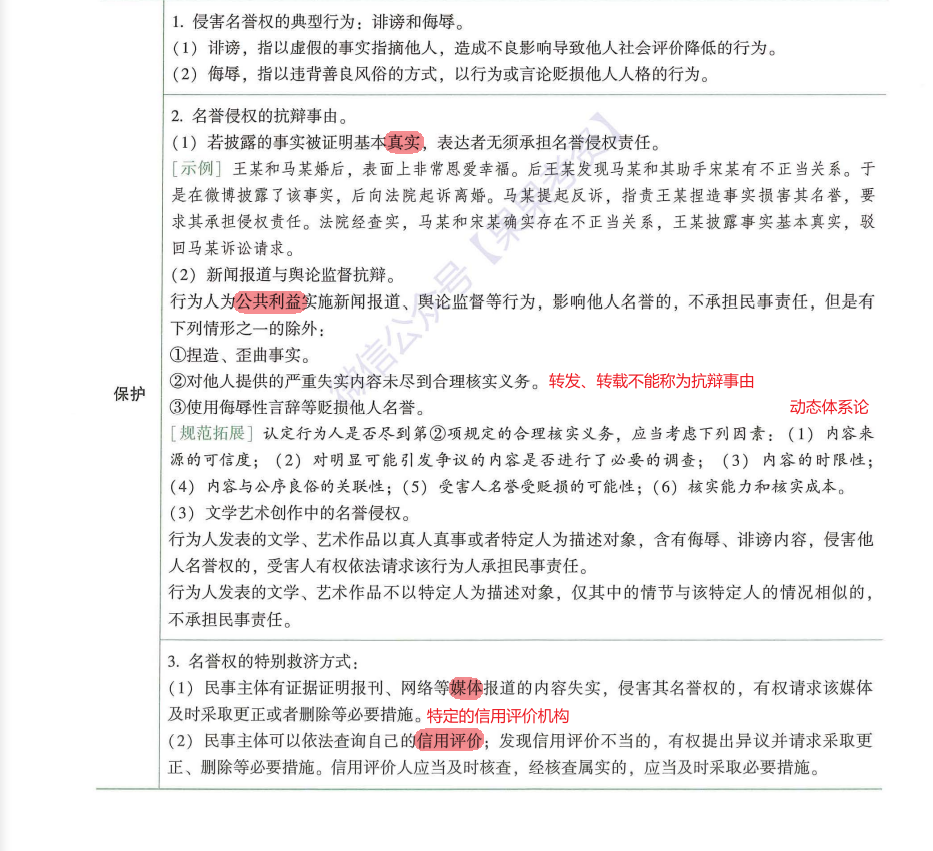 1. 侵害名誉权的典型行为：诽谤和侮辱。
（1）诽谤，指以虚假的事实指摘他人，造成不良影响导致他人社会评价降低的行为。
（2）侮辱，指以违背善良风俗的方式，以行为或言论贬损他人人格的行为。
2. 名誉侵权的抗辩事由。
（1）若披露的事实被证明基本真实，表达者无须承担名誉侵权责任。
［示例］王某和马某婚后，表面上非常恩爱幸福。后王某发现马某和其助手宋某有不正当关系。于
是在微博披露了该事实，后向法院起诉离婚。马某提起反诉，指责王某捏造事实损害其名誉，要
求其承担侵权责任。法院经查实，马某和宋某确实存在不正当关系，王某披露事实基本真实，驳
回马某诉讼请求。
（2）新闻报道与舆论监督抗辩。
行为人为公共利益实施新闻报道、舆论监督等行为，影响他人名誉的，不承担民事责任，但是有
下列情形之一的除外：
①捏造、歪曲事实。
②对他人提供的严重失实内容未尽到合理核实义务。转发、转载不能称为抗辩事由
保护
③使用侮辱性言辞等贬损他人名誉。 动态体系论
［规范拓展］认定行为人是否尽到第②项规定的合理核实义务，应当考虑下列因素：（1）内容来
源的可信度；（2）对明显可能引发争议的内容是否进行了必要的调查；（3）内容的时限性；
（4）内容与公序良俗的关联性；（5）受害人名誉受贬损的可能性；（6）核实能力和核实成本。
（3）文学艺术创作中的名誉侵权。
行为人发表的文学、艺术作品以真人真事或者特定人为描述对象，含有侮辱、诽谤内容，侵害他
人名誉权的，受害人有权依法请求该行为人承担民事责任。
行为人发表的文学、艺术作品不以特定人为描述对象，仅其中的情节与该特定人的情况相似的，
不承担民事责任。
3. 名誉权的特别救济方式：
（1）民事主体有证据证明报刊、网络等媒体报道的内容失实，侵害其名誉权的，有权请求该媒体
及时采取更正或者删除等必要措施。特定的信用评价机构
（2）民事主体可以依法查询自己的信用评价；发现信用评价不当的，有权提出异议并请求采取更
正、删除等必要措施。信用评价人应当及时核查，经核查属实的，应当及时采取必要措施。